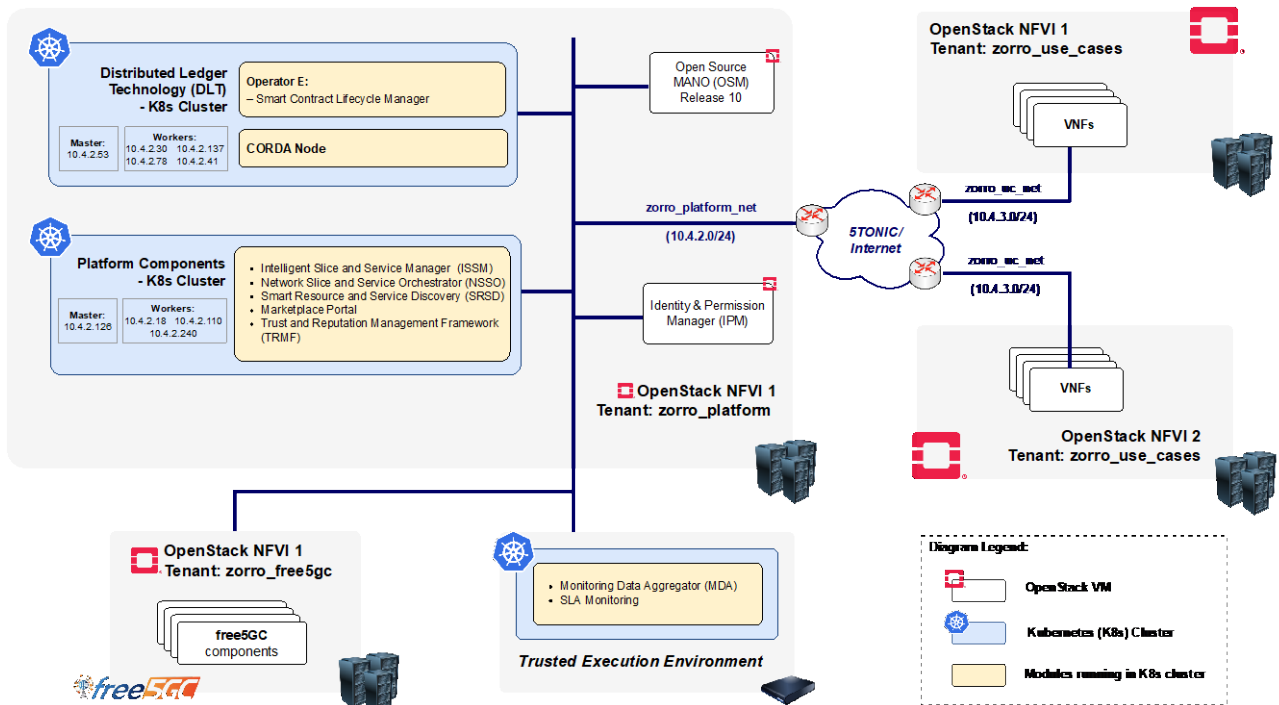 Distributed Ledger
Technology (DLT)
- K8s Cluster
Master:
10.4.2.53
Workers:
10.4.2.30 10.4.2.137
10.4.2.78 10.4.2.41
Operator E:
– Smart Contract Lifecycle Manager
CORDA Node
Platform Components
- K8s Cluster
Master:
10.4.2.126
Workers:
10.4.2.18 10.4.2.110
10.4.2.240
• Intelligent Slice and Service Manager (ISSM)
• Network Slice and Service Orchestrator (NSSO)
• Smart Resource and Service Discovery (SRSD)
• Marketplace Portal
• Trust and Reputation Management Framework
(TRMF)
Open Source
MANO (OSM)
Release 10
zorro_platform_net
(10.4.2.0/24)
Identity & Permission
Manager (IPM)
OpenStack NFVI 1
Tenant: zorro_platform
5TONIC/
Internet
OpenStack NFVI 1
Tenant: zorro_use_cases
VNFs
zorro_uc_net
(10.4.3.0/24)
zorro_uc_net
(10.4.3.0/24)
VNFs
OpenStack NFVI 2
Tenant: zorro_use_cases
OpenStack NFVI 1
Tenant: zorro_free5gc
free5GC
components
free5GC
• Monitoring Data Aggregator (MDA)
• SLA Monitoring
Trusted Execution Environment
Diagram Legend:
OpenStack VM
Kubernetes (K8s) Cluster
Modules running in K8s cluster